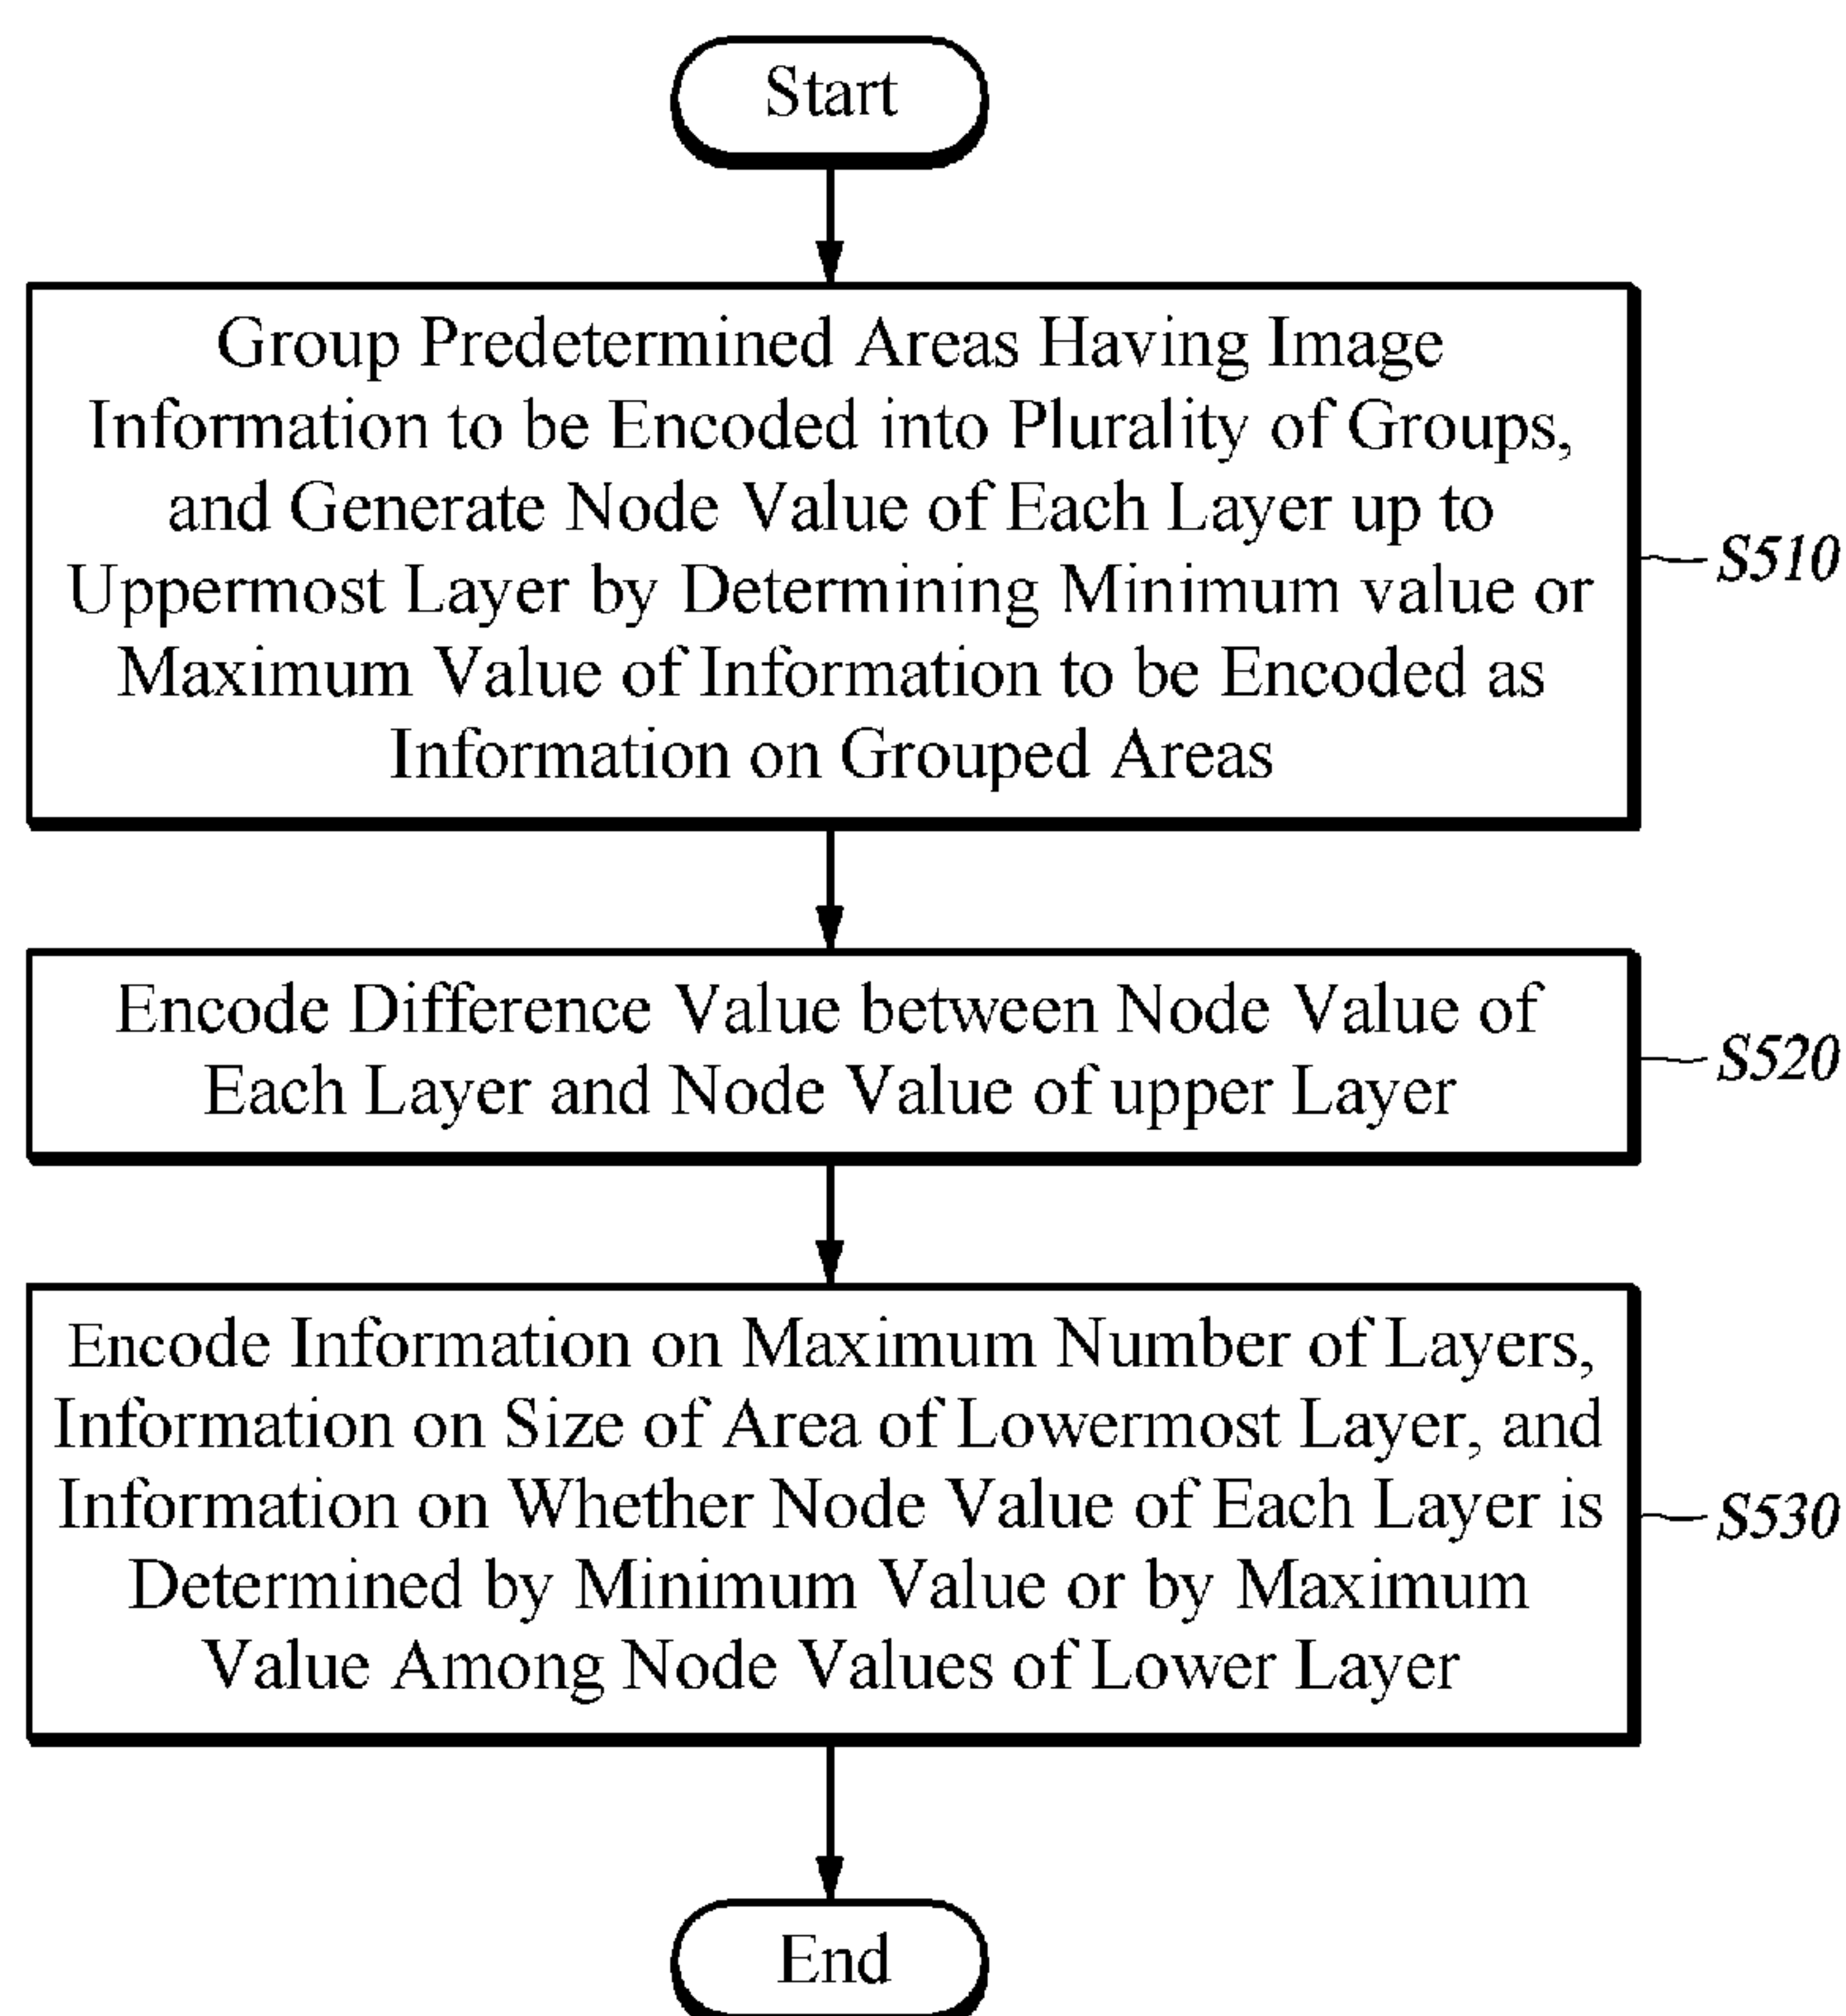 Start
Group Predetermined Areas Having Image
Information to be Encoded into Plurality of Groups,
and Generate Node Value of Each Layer up to
Uppermost Layer by Determining Minimum value or
Maximum Value of Information to be Encoded as
Information on Grouped Areas
S510
Encode Difference Value between Node Value of
Each Layer and Node Value of upper Layer
S520
Encode Information on Maximum Number of Layers,
Information on Size of Area of Lowermost Layer, and
Information on Whether Node Value of Each Layer is
Determined by Minimum Value or by Maximum
Value Among Node Values of Lower Layer
S530
End